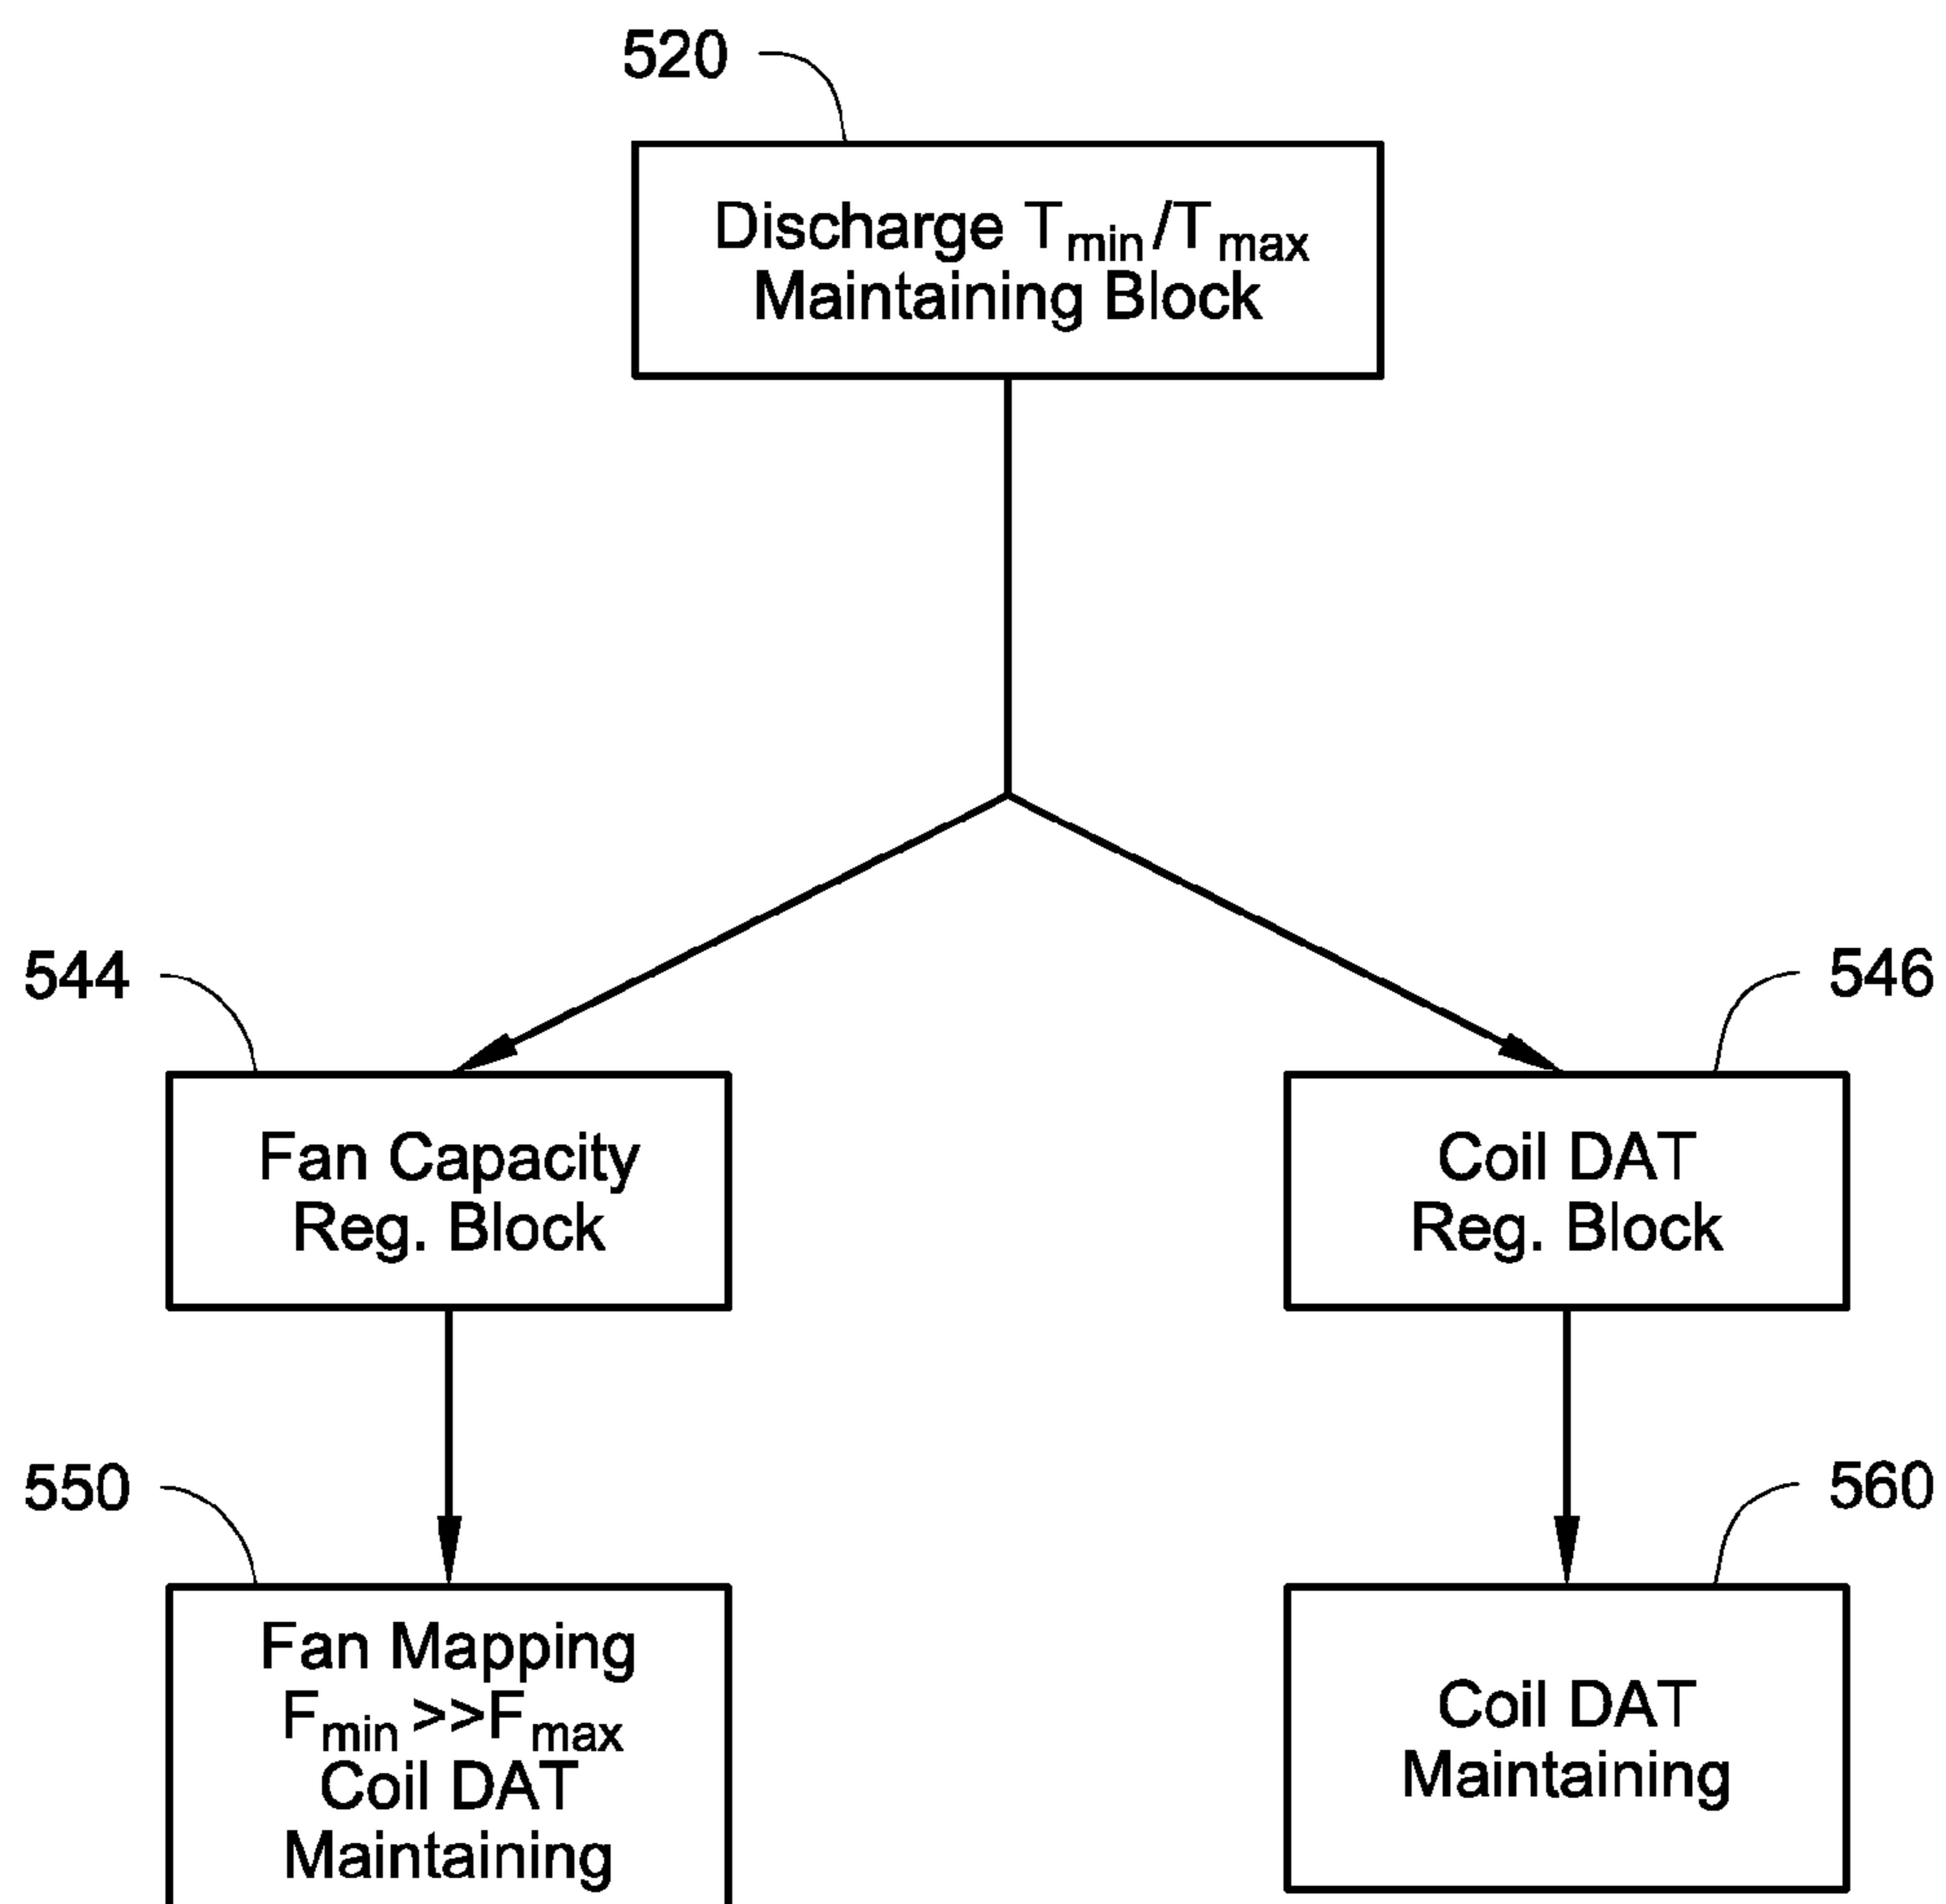 520
Discharge Tmin/Tmax
Maintaining Block
544
546
Fan Capacity
Reg. Block
Coil DAT
Reg. Block
550
560
Fan Mapping
Fmin >>Fmax
Coil DAT
Maintaining
Coil DAT
Maintaining